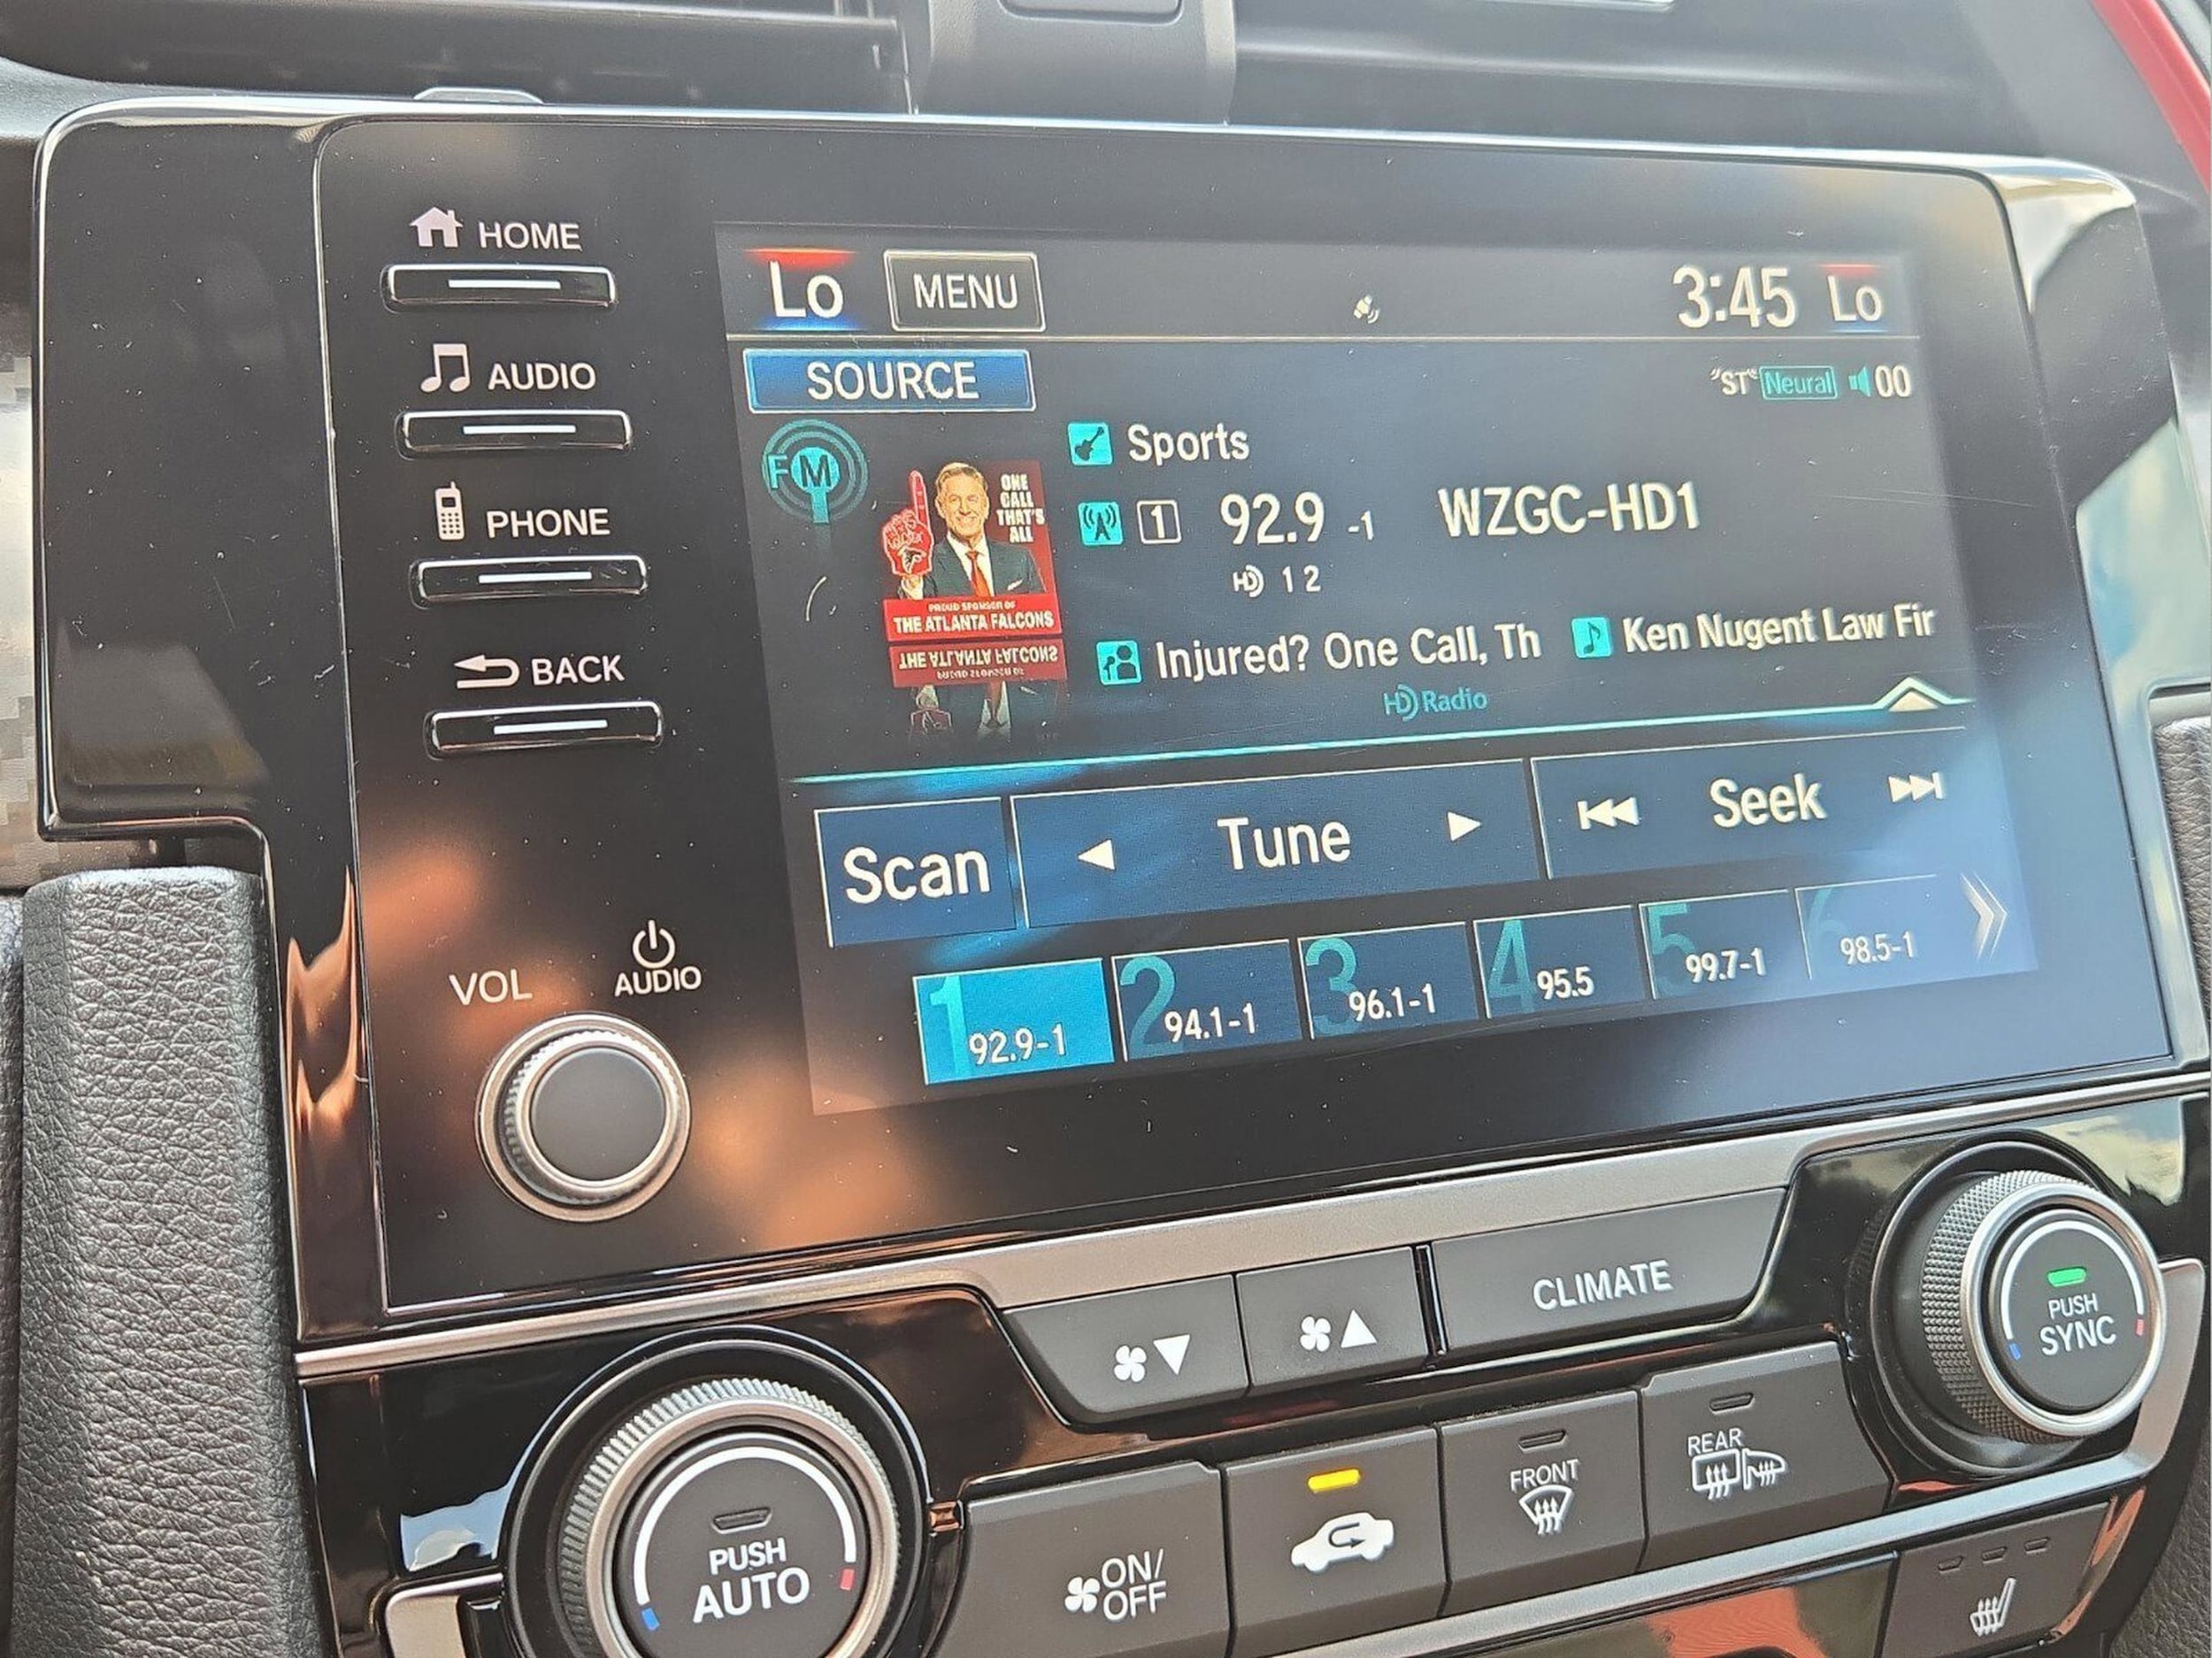 HOME
AUDIO
PHONE
BACK
VOL
AUDIO
Lo
MENU
3:45
Lo
SOURCE
"ST"
Neural
00
FM
Sports
1
92.9 -1
WZGC-HD1
HD 1 2
ONE
CALL
THAT'S
ALL
PROUD SPONSOR OF
THE ATLANTA FALCONS
Injured? One Call, Th
Ken Nugent Law Fir
HD Radio
Scan
Tune
Seek
1 92.9-1
2 94.1-1
3 96.1-1
4 95.5
5 99.7-1
6 98.5-1
CLIMATE
PUSH
SYNC
PUSH
AUTO
ON/
OFF
FRONT
REAR